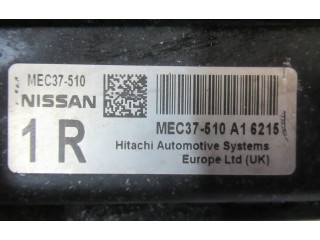 MEC37-510
NISSAN
1 R
MEC37-510 A1 6215
Hitachi Automotive Systems
Europe Ltd (UK)